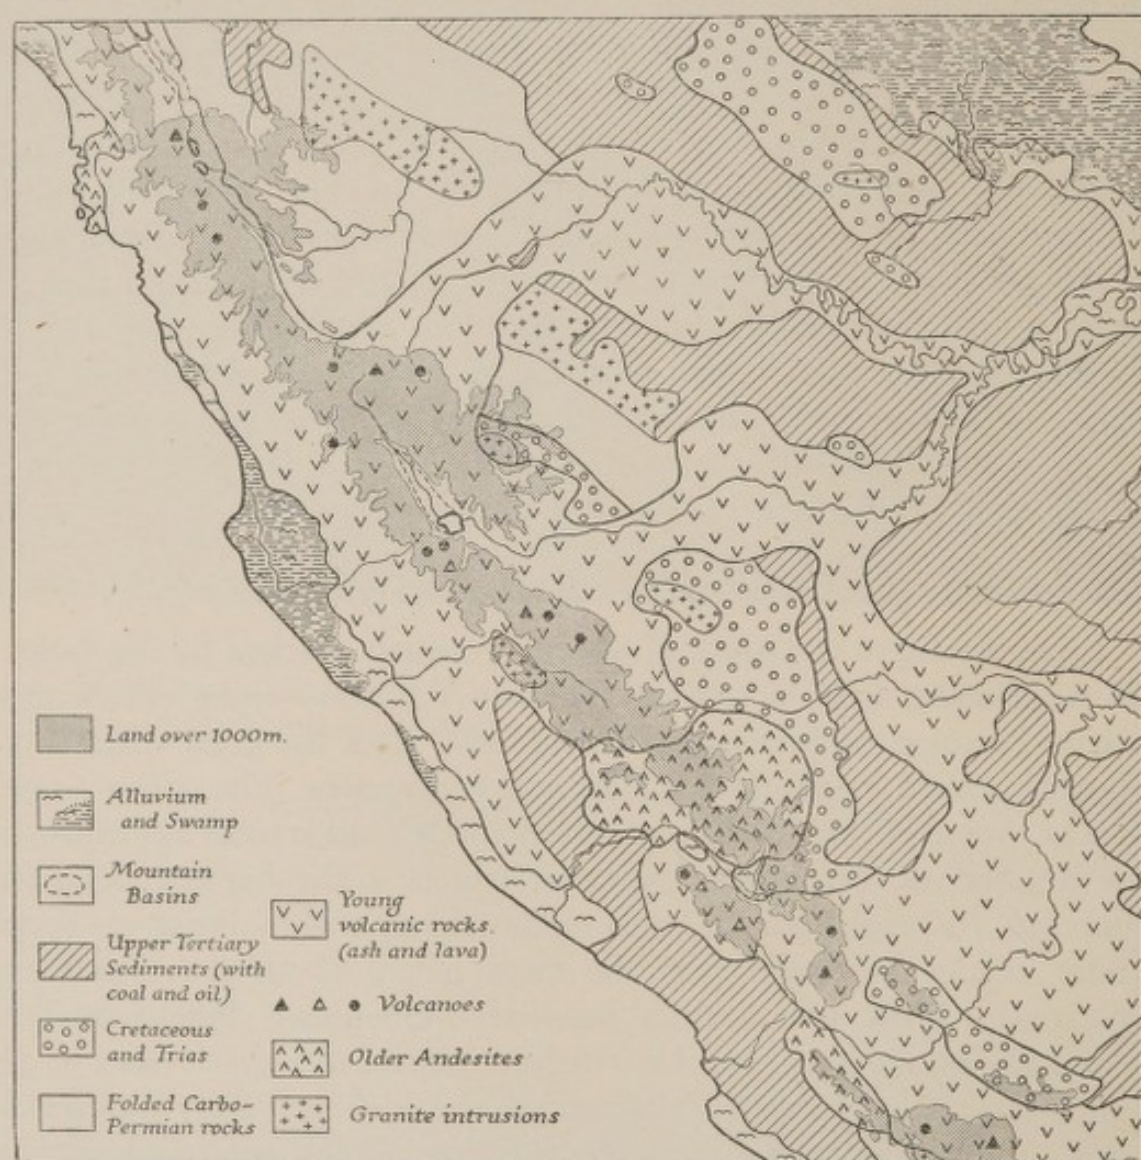 Land over 1000m.
Alluvium
and Swamp
Mountain
Basins
Upper Tertiary
Sediments (with
coal and oil)
Cretaceous
and Trias
Folded Carbo-
Permian rocks
Young
volcanic rocks.
(ash and lava)
Volcanoes
Older Andesites
Granite intrusions